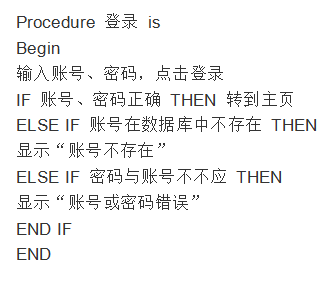 Procedure 登录 is
Begin
输入账号、密码，点击登录
IF 账号、密码正确 THEN 转到主页
ELSE IF 账号在数据库中不存在 THEN
显示“账号不存在”
ELSE IF 密码与账号不不应 THEN
显示“账号或密码错误”
END IF
END